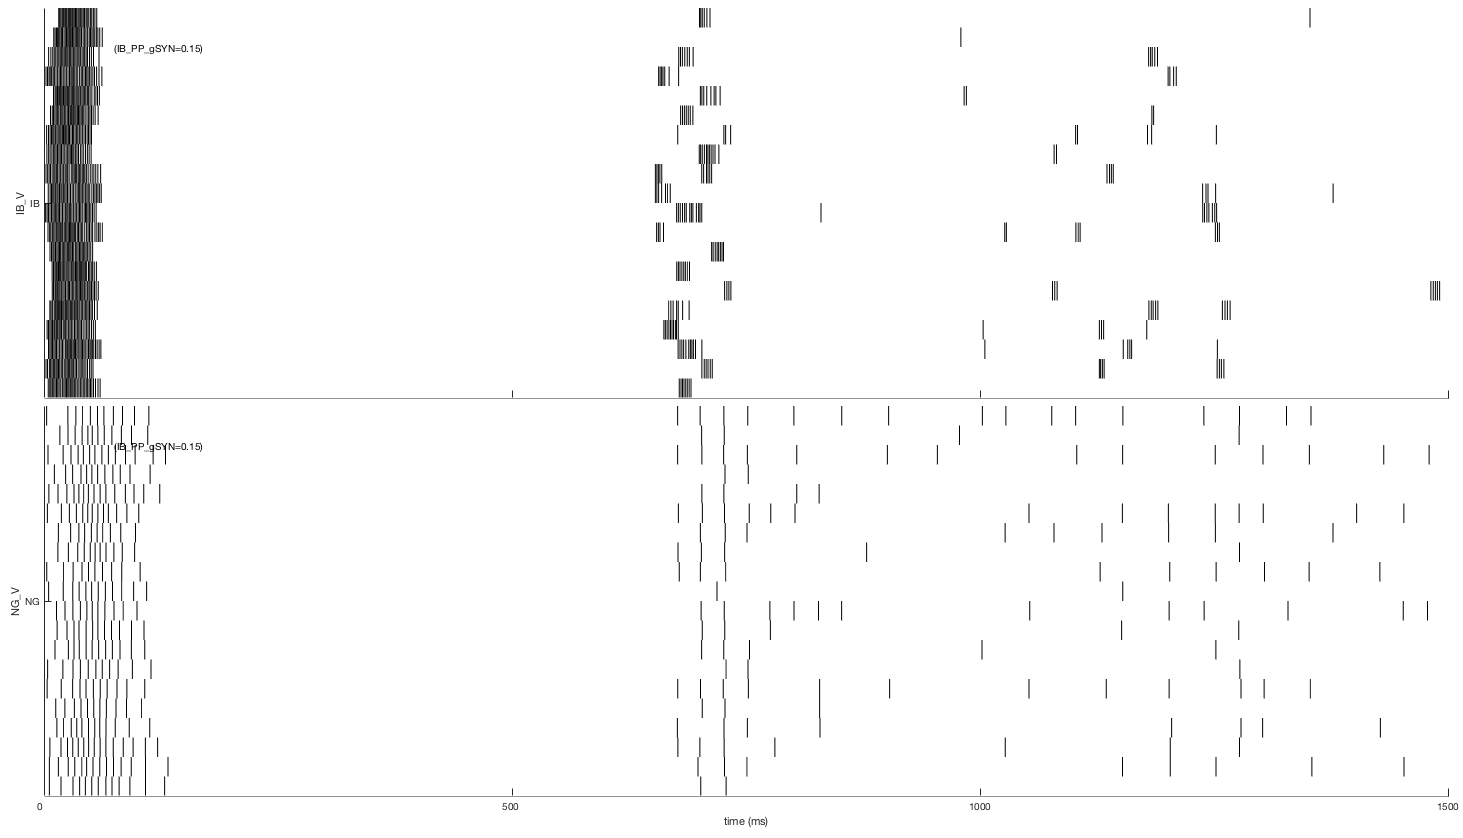 (IB_PP_gSYN=0.15)
IB_V
IB
(IB_PP_gSYN=0.15)
NG_V
NG
0
500
1000
1500
time (ms)